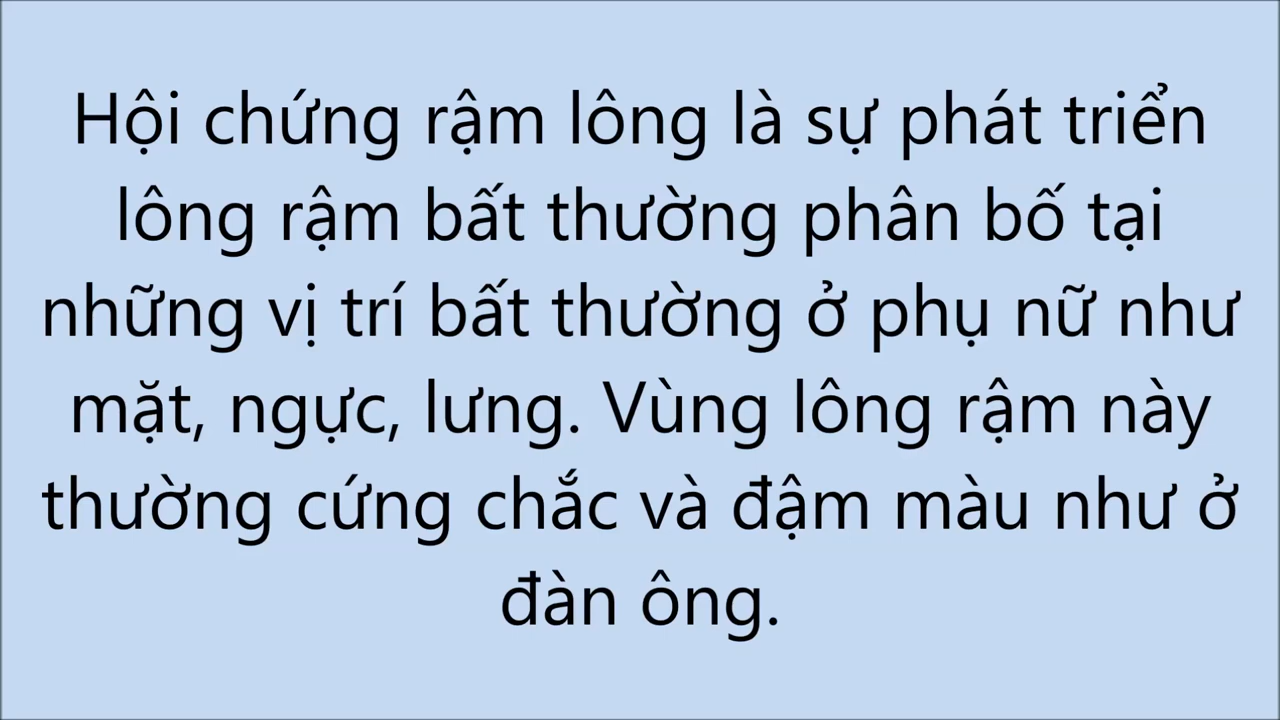 Hội chứng rậm lông là sự phát triển
lông rậm bất thường phân bố tại
những vị trí bất thường ở phụ nữ như
mặt, ngực, lưng. Vùng lông rậm này
thường cứng chắc và đậm màu như ở
đàn ông.